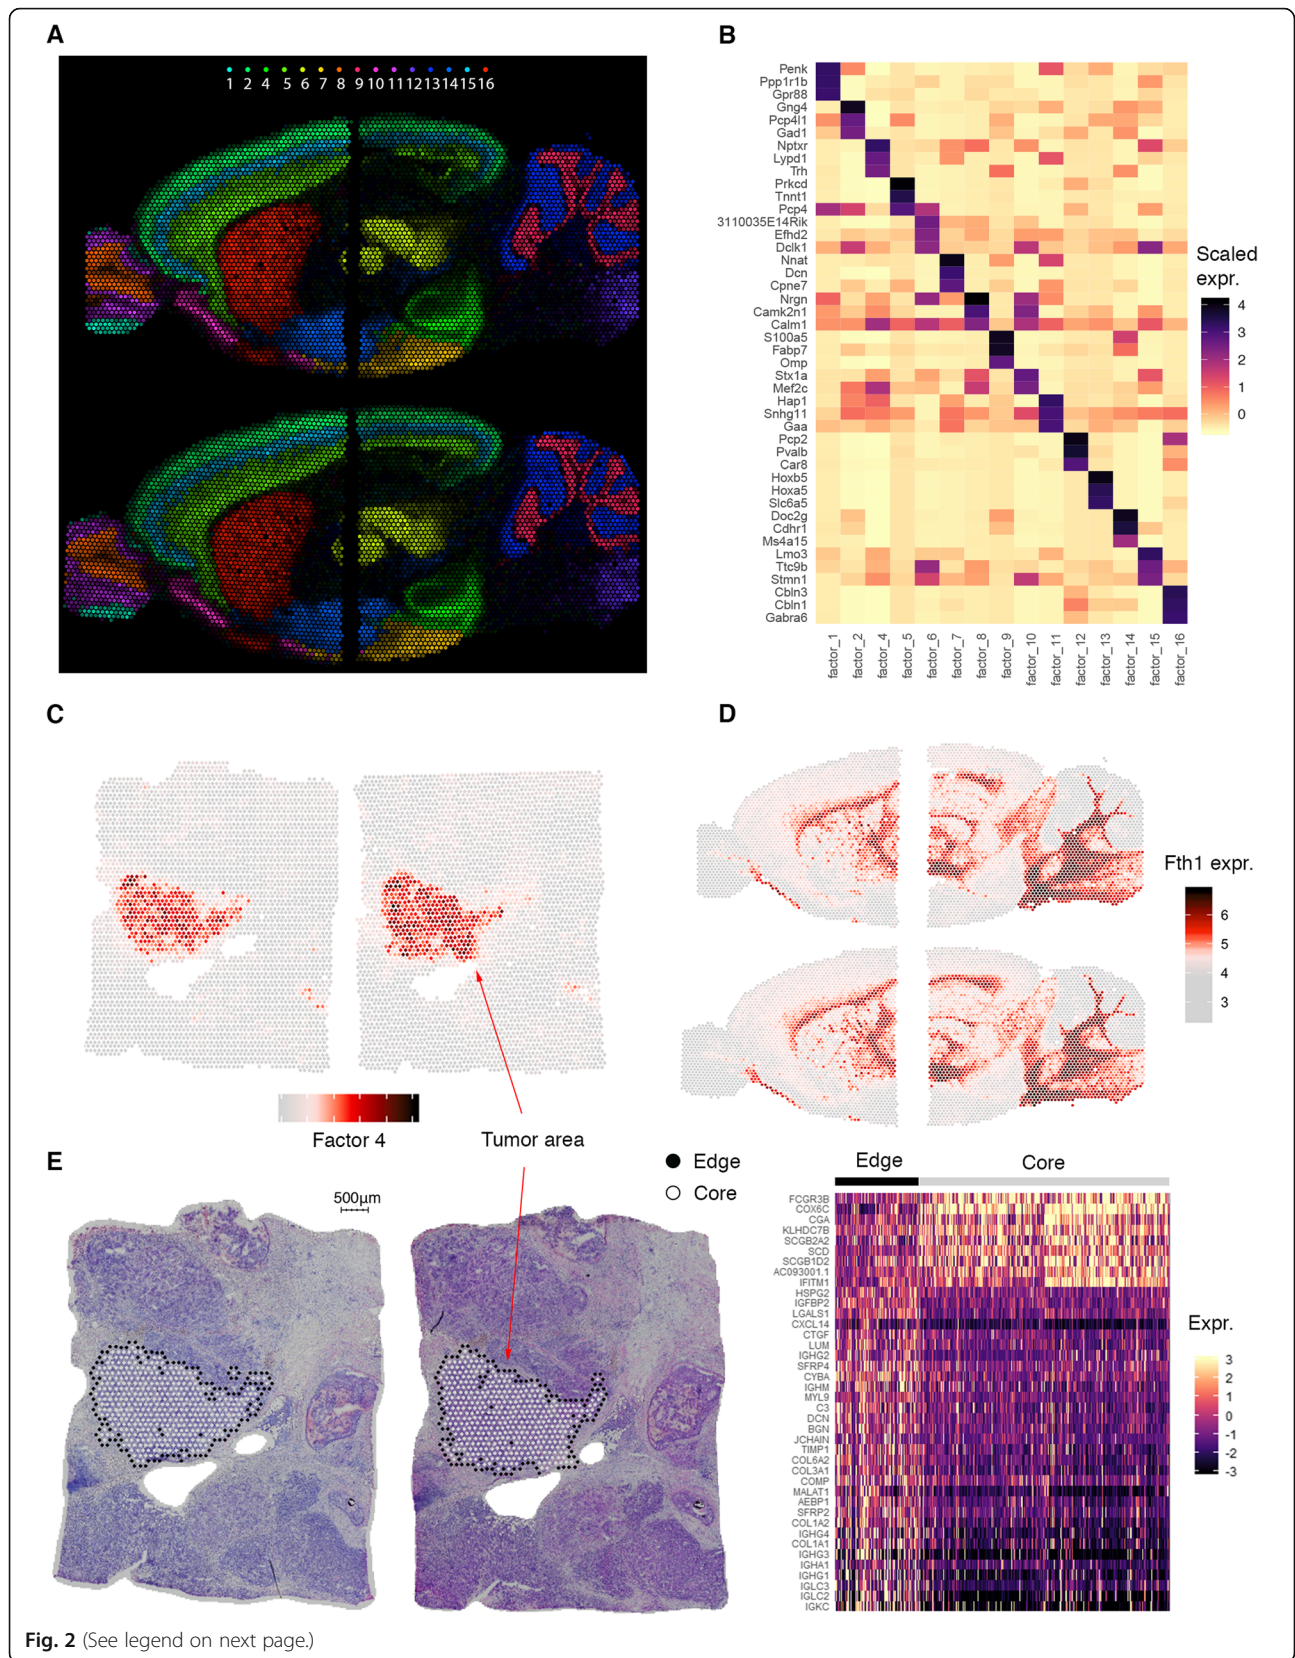 A
1 2 4 5 6 7 8 9 10 11 12 13 14 15 16
B
Penk
Ppp1r1b
Gpr88
Gng4
Pcp4l1
Gad1
Nptxr
Lypd1
Trh
Prkcd
Tnnt1
Pcp4
3110035E14Rik
Efhd2
Dclk1
Nnat
Dcn
Cpne7
Nrgn
Camk2n1
Calm1
S100a5
Fabp7
Omp
Stx1a
Mef2c
Hap1
Snhg11
Gaa
Pcp2
Pvalb
Car8
Hoxb5
Hoxa5
Slc6a5
Doc2g
Cdhr1
Ms4a15
Lmo3
Ttc9b
Stmn1
Cbln3
Cbln1
Gabra6
factor_1
factor_2
factor_4
factor_5
factor_6
factor_7
factor_8
factor_9
factor_10
factor_11
factor_12
factor_13
factor_14
factor_15
factor_16
Scaled
expr.
4
3
2
1
0
C
Factor 4
Tumor area
D
Fth1 expr.
6
5
4
3
E
500µm
Edge
Core
Edge Core
FCGR3B
COX6C
CGA
KLHDC7B
SCGB2A2
SCD
SCGB1D2
AC093001.1
IFITM1
HSPG2
IGFBP2
LGALS1
CXCL14
CTGF
LUM
IGHG2
SFRP4
CYBA
IGHM
MYL9
C3
DCN
BGN
JCHAIN
TIMP1
COL6A2
COL3A1
COMP
MALAT1
AEBP1
SFRP2
COL1A2
IGHG4
COL1A1
IGHG3
IGHA1
IGHG1
IGLC3
IGLC2
IGKC
Expr.
3
2
1
0
-1
-2
-3
Fig. 2 (See legend on next page.)